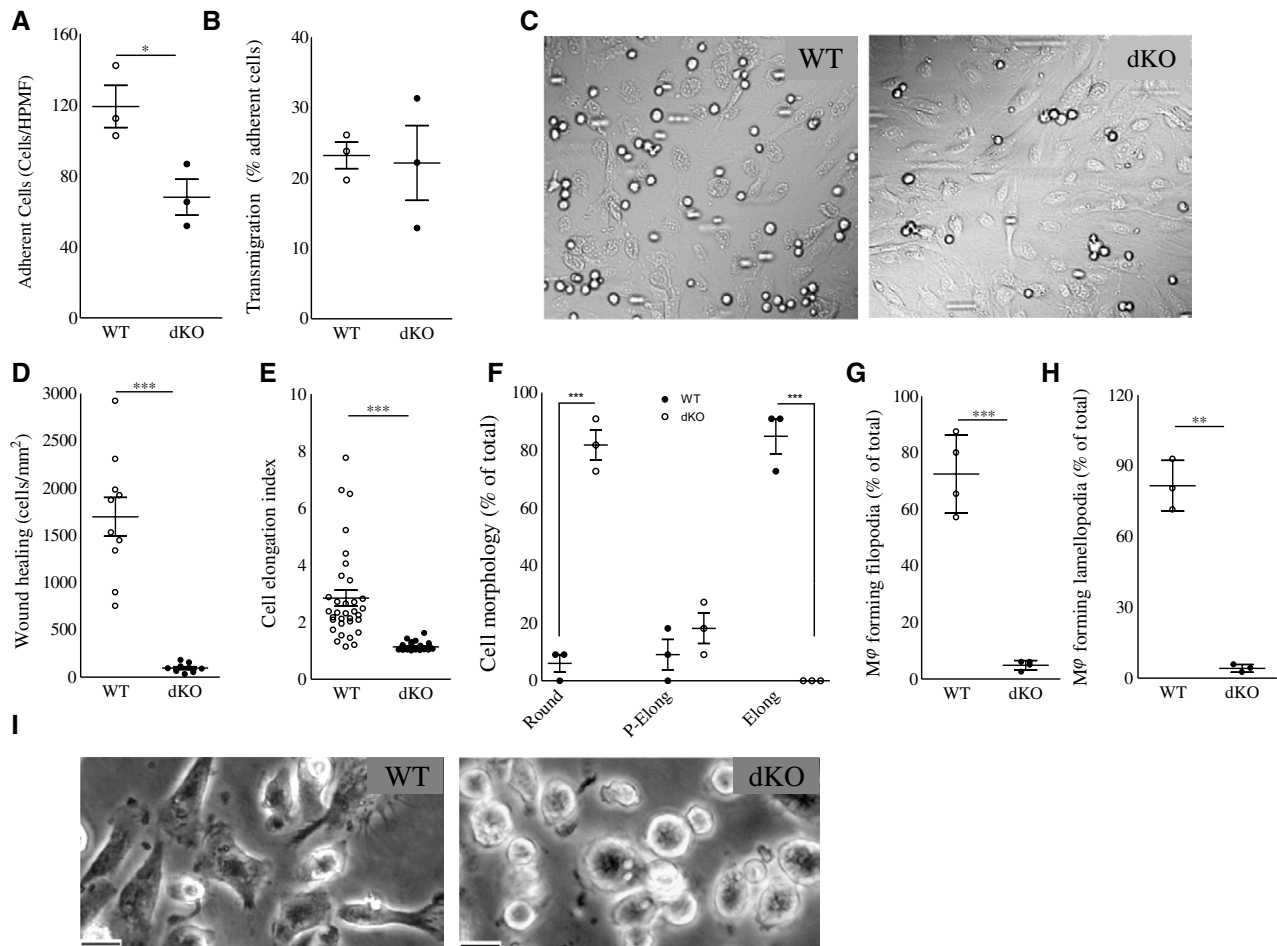 A
Adherent Cells (Cells/HPMF)
160
120
80
40
0
*
WT
dKO
B
Transmigration (% adherent cells)
40
30
20
10
0
WT
dKO
C
WT
dKO
D
Wound healing (cells/mm²)
3000
2500
2000
1500
1000
500
0
***
WT
dKO
E
Cell elongation index
10
8
6
4
2
0
***
WT
dKO
F
Cell morphology (% of total)
100
80
60
40
20
0
***
WT
dKO
***
Round
P-Elong
Elong
G
Mφ forming filopodia (% of total)
100
80
60
40
20
0
***
WT
dKO
H
Mφ forming lamellopodia (% of total)
120
90
60
30
0
**
WT
dKO
I
WT
dKO